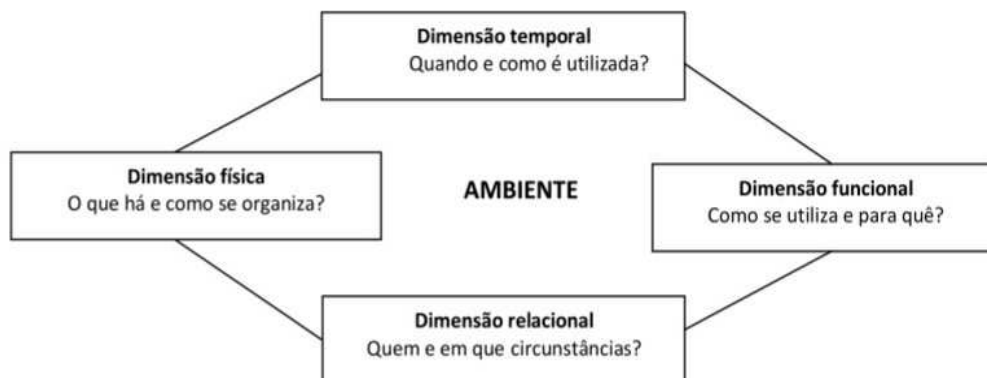 Dimensão temporal
Quando e como é utilizada?
Dimensão física
O que há e como se organiza?
AMBIENTE
Dimensão funcional
Como se utiliza e para quê?
Dimensão relacional
Quem e em que circunstâncias?